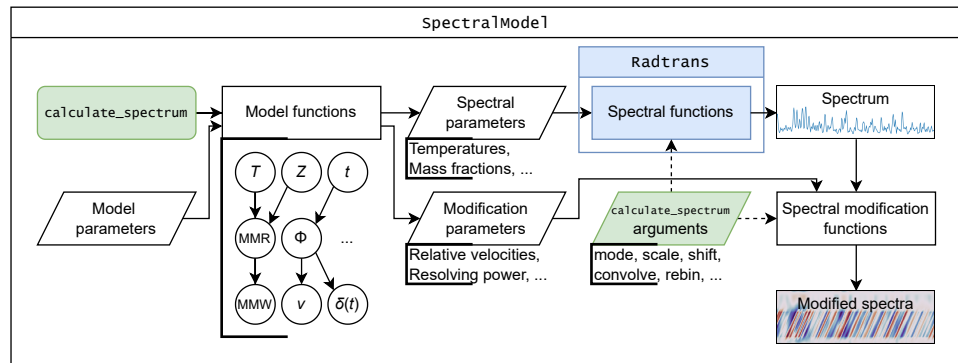 SpectralModel
Radtrans
calculate_spectrum
Model functions
Spectral
parameters
Spectral functions
Spectrum
Temperatures,
Mass fractions, ...
T
Z
t
Model
parameters
MMR
Φ
...
Modification
parameters
calculate_spectrum
arguments
Spectral modification
functions
Relative velocities,
Resolving power, ...
mode, scale, shift,
convolve, rebin, ...
MMW
v
δ(t)
Modified spectra